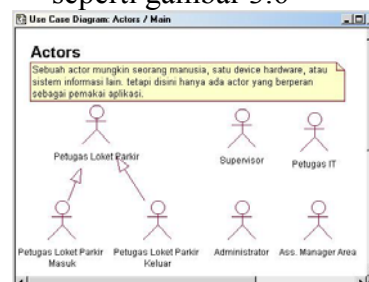 seperti gambar 3.6
Use Case Diagram: Actors / Main
Actors
Sebuah actor mungkin seorang manusia, satu device hardware, atau
sistem informasi lain. tetapi disini hanya ada actor yang berperan
sebagai pemakai aplikasi.
Petugas Loket Parkir
Supervisor
Petugas IT
Petugas Loket Parkir
Masuk
Petugas Loket Parkir
Keluar
Administrator
Ass. Manager Area